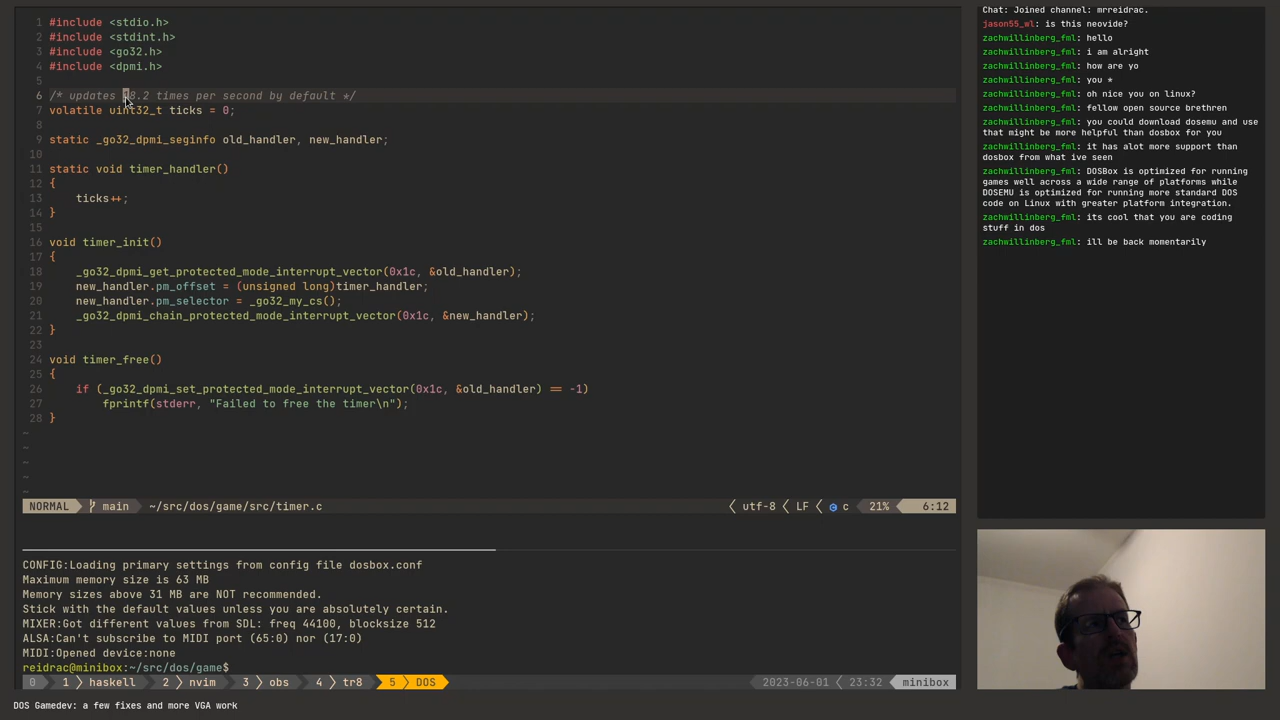 1 #include <stdio.h>
2 #include <stdint.h>
3 #include <go32.h>
4 #include <dpmi.h>
5
6 /* updates 18.2 times per second by default */
7 volatile uint32_t ticks = 0;
8
9 static _go32_dpmi_seginfo old_handler, new_handler;
10
11 static void timer_handler()
12 {
13 ticks++;
14 }
15
16 void timer_init()
17 {
18 _go32_dpmi_get_protected_mode_interrupt_vector(0x1c, &old_handler);
19 new_handler.pm_offset = (unsigned long)timer_handler;
20 new_handler.pm_selector = _go32_my_cs();
21 _go32_dpmi_chain_protected_mode_interrupt_vector(0x1c, &new_handler);
22 }
23
24 void timer_free()
25 {
26 if (_go32_dpmi_set_protected_mode_interrupt_vector(0x1c, &old_handler) == -1)
27 fprintf(stderr, "Failed to free the timer\n");
28 }
~
~
~
~
~
NORMAL main ~/src/dos/game/src/timer.c utf-8 LF c 21% 6:12
CONFIG:Loading primary settings from config file dosbox.conf
Maximum memory size is 63 MB
Memory sizes above 31 MB are NOT recommended.
Stick with the default values unless you are absolutely certain.
MIXER:Got different values from SDL: freq 44100, blocksize 512
ALSA:Can't subscribe to MIDI port (65:0) nor (17:0)
MIDI:Opened device:none
reidrac@minibox:~/src/dos/game$
0 1 haskell 2 nvim 3 obs 4 tr8 5 DOS 2023-06-01 23:32 minibox
DOS Gamedev: a few fixes and more VGA work
Chat: Joined channel: mrreidrac.
jason55_wl: is this neovide?
zachwillinberg_fml: hello
zachwillinberg_fml: i am alright
zachwillinberg_fml: how are yo
zachwillinberg_fml: you *
zachwillinberg_fml: oh nice you on linux?
zachwillinberg_fml: fellow open source brethren
zachwillinberg_fml: you could download dosemu and use
that might be more helpful than dosbox for you
zachwillinberg_fml: it has alot more support than
dosbox from what ive seen
zachwillinberg_fml: DOSBox is optimized for running
games well across a wide range of platforms while
DOSEMU is optimized for running more standard DOS
code on Linux with greater platform integration.
zachwillinberg_fml: its cool that you are coding
stuff in dos
zachwillinberg_fml: ill be back momentarily